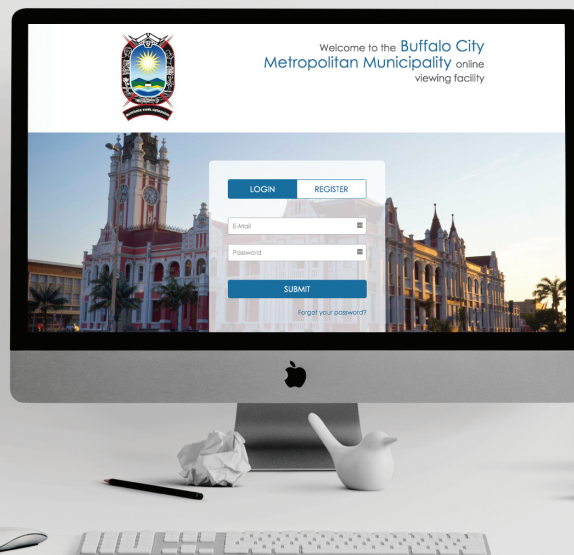 Welcome to the Buffalo City
Metropolitan Municipality online
viewing facility
LOGIN
REGISTER
E-Mail
Password
SUBMIT
Forgot your password?